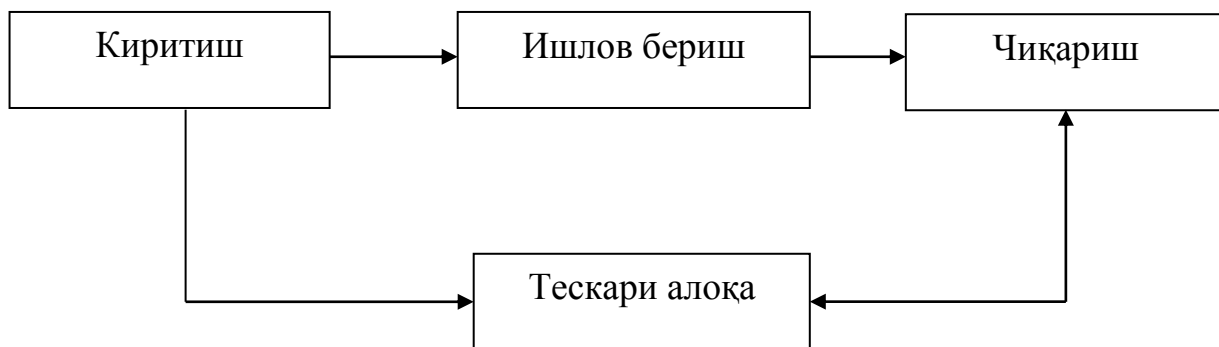 Киритиш
Ишлов бериш
Чиқариш
Тескари алоқа